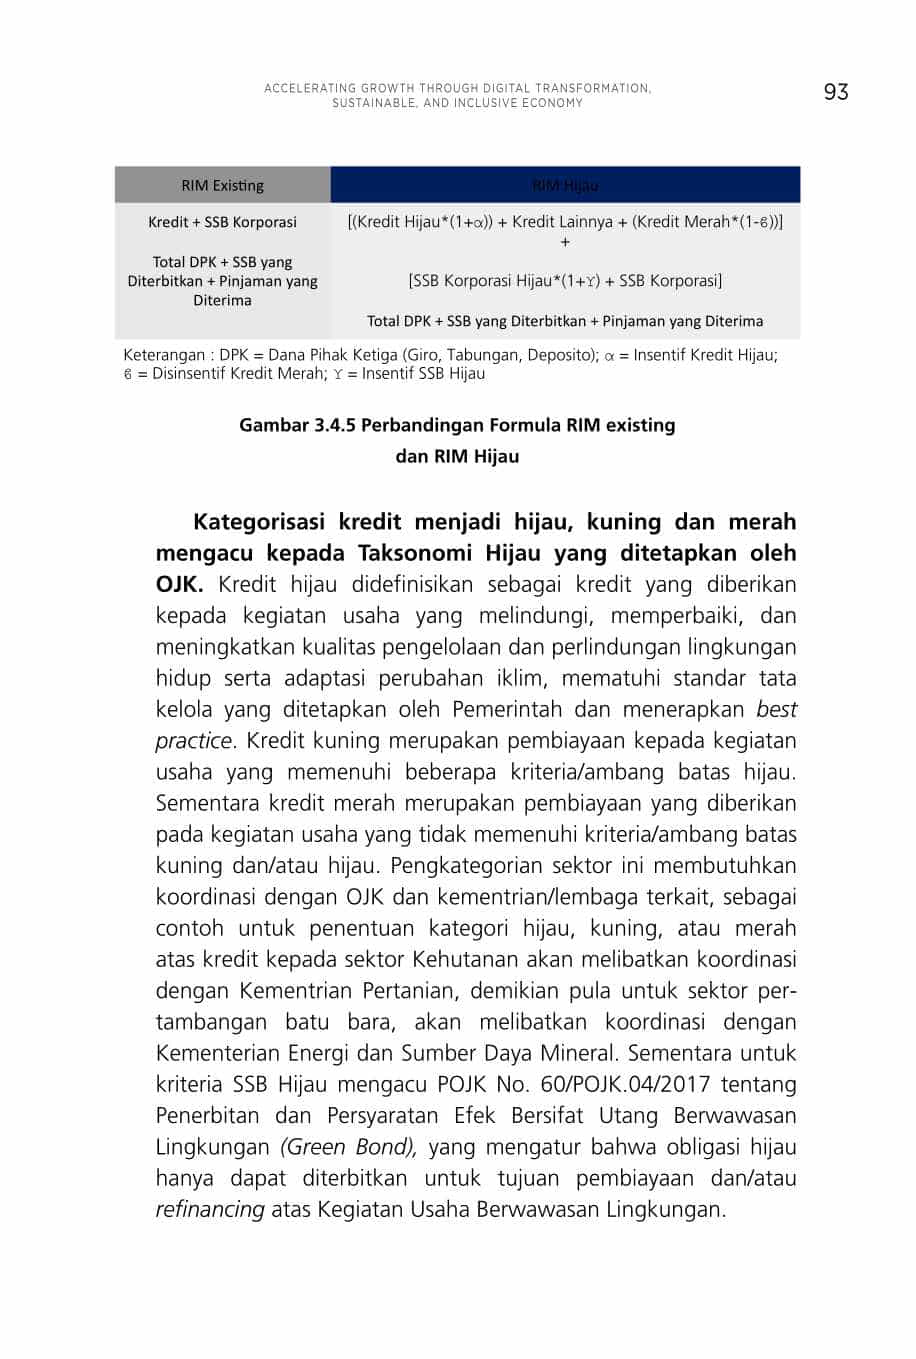 ACCELERATING GROWTH THROUGH DIGITAL TRANSFORMATION,
SUSTAINABLE, AND INCLUSIVE ECONOMY
93
RIM Existing
RIM Hijau
Kredit + SSB Korporasi
Total DPK + SSB yang
Diterbitkan + Pinjaman yang
Diterima
[(Kredit Hijau*(1+α)) + Kredit Lainnya + (Kredit Merah*(1-ϐ))]
+
[SSB Korporasi Hijau*(1+ϒ) + SSB Korporasi]
Total DPK + SSB yang Diterbitkan + Pinjaman yang Diterima
Keterangan : DPK = Dana Pihak Ketiga (Giro, Tabungan, Deposito); α = Insentif Kredit Hijau;
ϐ = Disinsentif Kredit Merah; ϒ = Insentif SSB Hijau
Gambar 3.4.5 Perbandingan Formula RIM existing
dan RIM Hijau
Kategorisasi kredit menjadi hijau, kuning dan merah
mengacu kepada Taksonomi Hijau yang ditetapkan oleh
OJK. Kredit hijau didefinisikan sebagai kredit yang diberikan
kepada kegiatan usaha yang melindungi, memperbaiki, dan
meningkatkan kualitas pengelolaan dan perlindungan lingkungan
hidup serta adaptasi perubahan iklim, mematuhi standar tata
kelola yang ditetapkan oleh Pemerintah dan menerapkan best
practice. Kredit kuning merupakan pembiayaan kepada kegiatan
usaha yang memenuhi beberapa kriteria/ambang batas hijau.
Sementara kredit merah merupakan pembiayaan yang diberikan
pada kegiatan usaha yang tidak memenuhi kriteria/ambang batas
kuning dan/atau hijau. Pengkategorian sektor ini membutuhkan
koordinasi dengan OJK dan kementrian/lembaga terkait, sebagai
contoh untuk penentuan kategori hijau, kuning, atau merah
atas kredit kepada sektor Kehutanan akan melibatkan koordinasi
dengan Kementrian Pertanian, demikian pula untuk sektor per-
tambangan batu bara, akan melibatkan koordinasi dengan
Kementerian Energi dan Sumber Daya Mineral. Sementara untuk
kriteria SSB Hijau mengacu POJK No. 60/POJK.04/2017 tentang
Penerbitan dan Persyaratan Efek Bersifat Utang Berwawasan
Lingkungan (Green Bond), yang mengatur bahwa obligasi hijau
hanya dapat diterbitkan untuk tujuan pembiayaan dan/atau
refinancing atas Kegiatan Usaha Berwawasan Lingkungan.